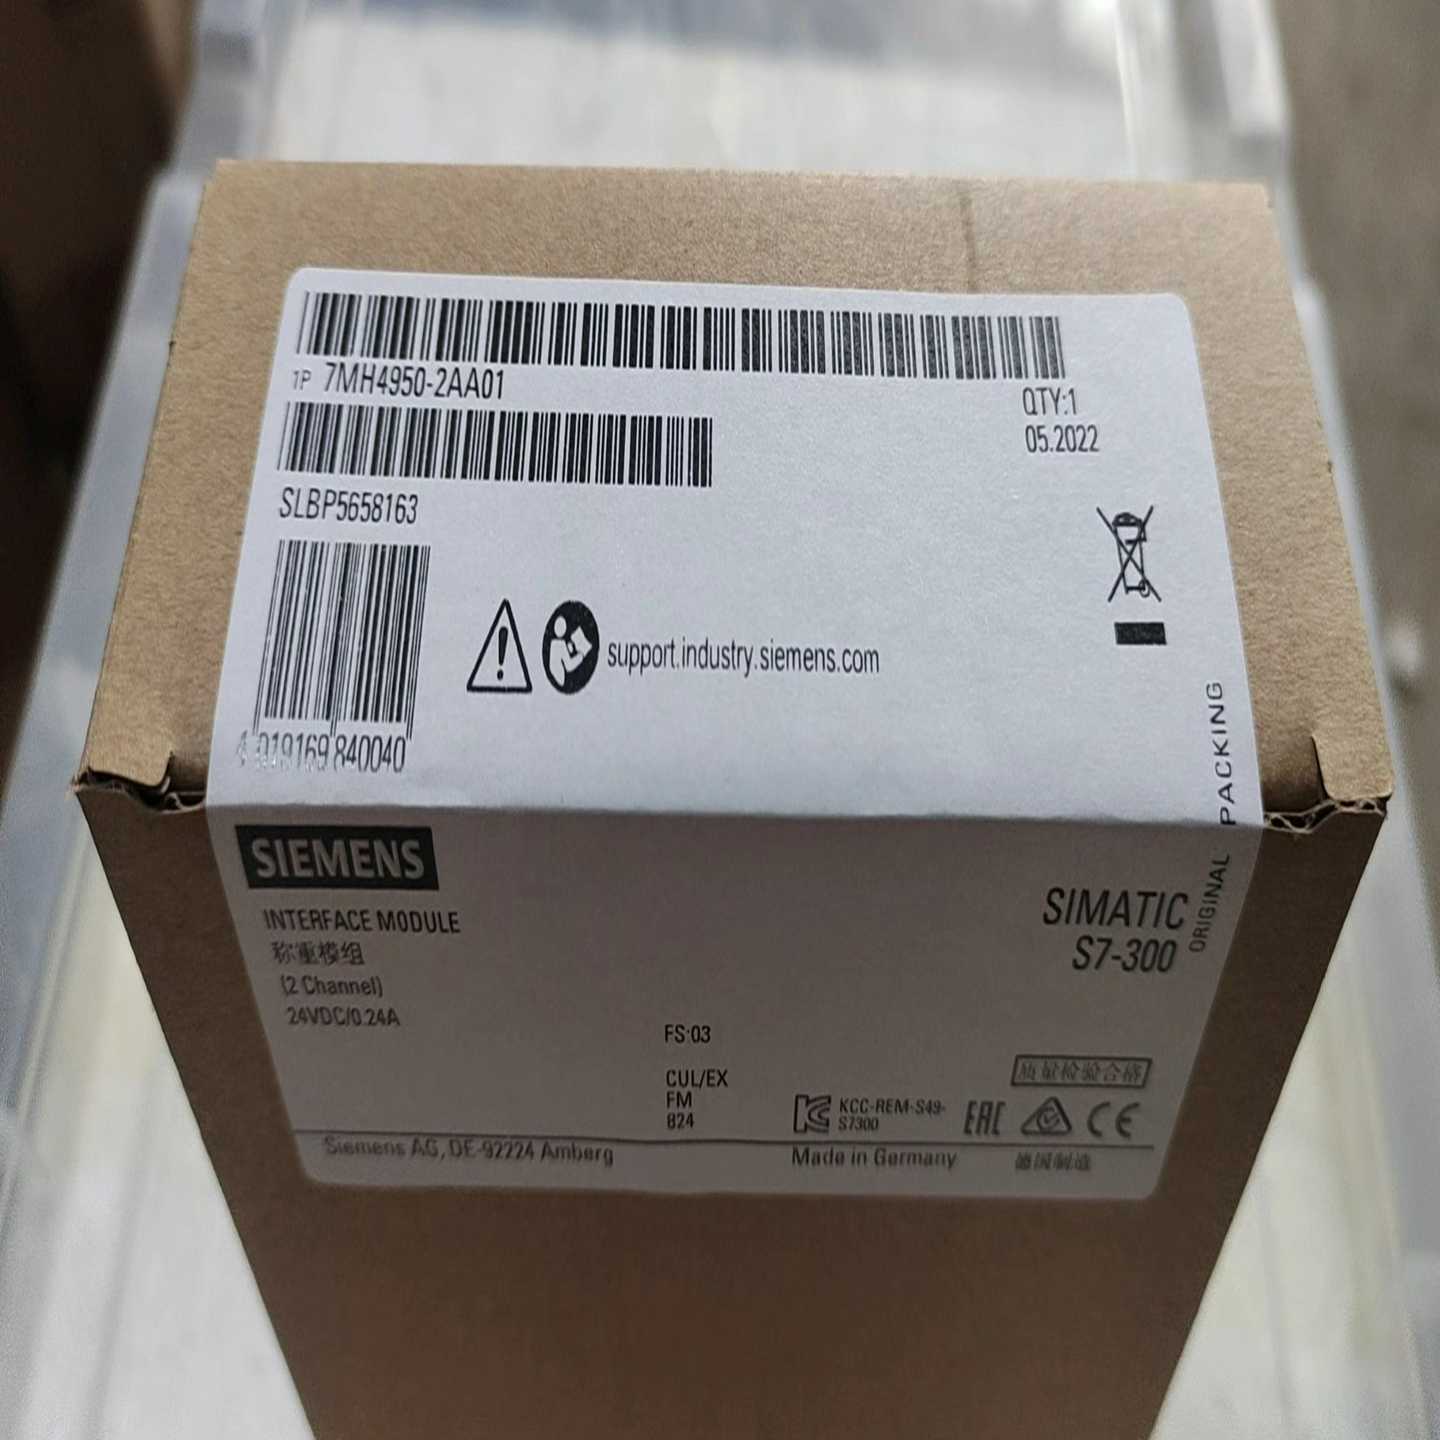 1P 7MH4950-2AA01
QTY:1
05.2022
SLBP5658163
support.industry.siemens.com
4 019169 840040
SIEMENS
INTERFACE MODULE
称重模组
(2 Channel)
24VDC/0.24A
SIMATIC
S7-300
ORIGINAL PACKING
FS:03
CUL/EX
FM
824
KCC-REM-S49-
S7300
EAC
CE
质量检验合格
Siemens AG, DE-92224 Amberg
Made in Germany
德国制造